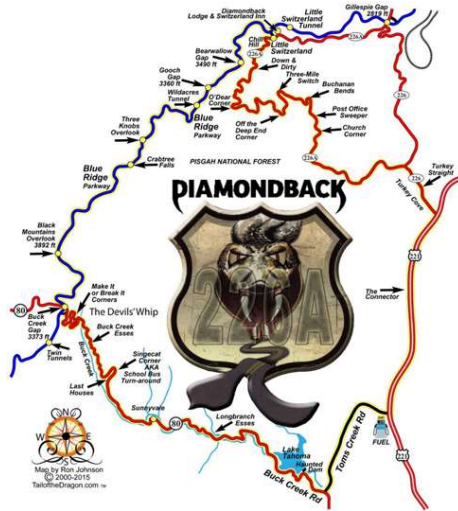 Diamondback
Lodge & Switzerland Inn
Little
Switzerland
Tunnel
Gillespie Gap
2819 ft
226A
Chill
Hill
226A
Little
Switzerland
Bearwallow
Gap
3490 ft
Down &
Dirty
Three-Mile
Switch
Gooch
Gap
3360 ft
Wildacres
Tunnel
O'Dear
Corner
Buchanan
Bends
226
Three
Knobs
Overlook
Blue
Ridge
Parkway
Off the
Deep End
Corner
Post Office
Sweeper
Church
Corner
226A
Blue
Ridge
Parkway
Crabtree
Falls
PISGAH NATIONAL FOREST
Turkey
Straight
226
Turkey Cove
DIAMONDBACK
226A
Black
Mountains
Overlook
3892 ft
221
The
Connector
Make It
or Break it
Corners
80
The Devils' Whip
Buck
Creek
Gap
3373 ft
Buck Creek
Esses
Twin
Tunnels
Buck Creek
Singecat
Corner
AKA
School Bus
Turn-around
Last
Houses
Sunnyvale
80
Longbranch
Esses
Lake
Tahoma
Haunted
Dam
Buck Creek Rd
Toms Creek Rd
FUEL
221
N
W
E
S
Map by Ron Johnson
© 2000-2015
TailoftheDragon.com ™